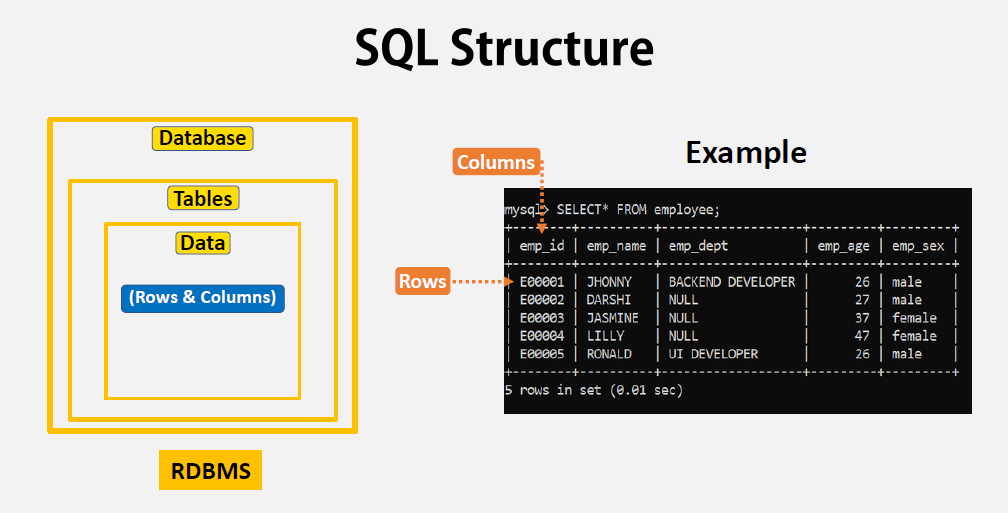 SQL Structure
Database
Tables
Data
(Rows & Columns)
RDBMS
Example
Columns
Rows
mysql> SELECT* FROM employee;
+--------+----------+-------------------+---------+---------+
| emp_id | emp_name | emp_dept          | emp_age | emp_sex |
+--------+----------+-------------------+---------+---------+
| E00001 | JHONNY   | BACKEND DEVELOPER |      26 | male    |
| E00002 | DARSHI   | NULL              |      27 | male    |
| E00003 | JASMINE  | NULL              |      37 | female  |
| E00004 | LILLY    | NULL              |      47 | female  |
| E00005 | RONALD   | UI DEVELOPER      |      26 | male    |
+--------+----------+-------------------+---------+---------+
5 rows in set (0.01 sec)